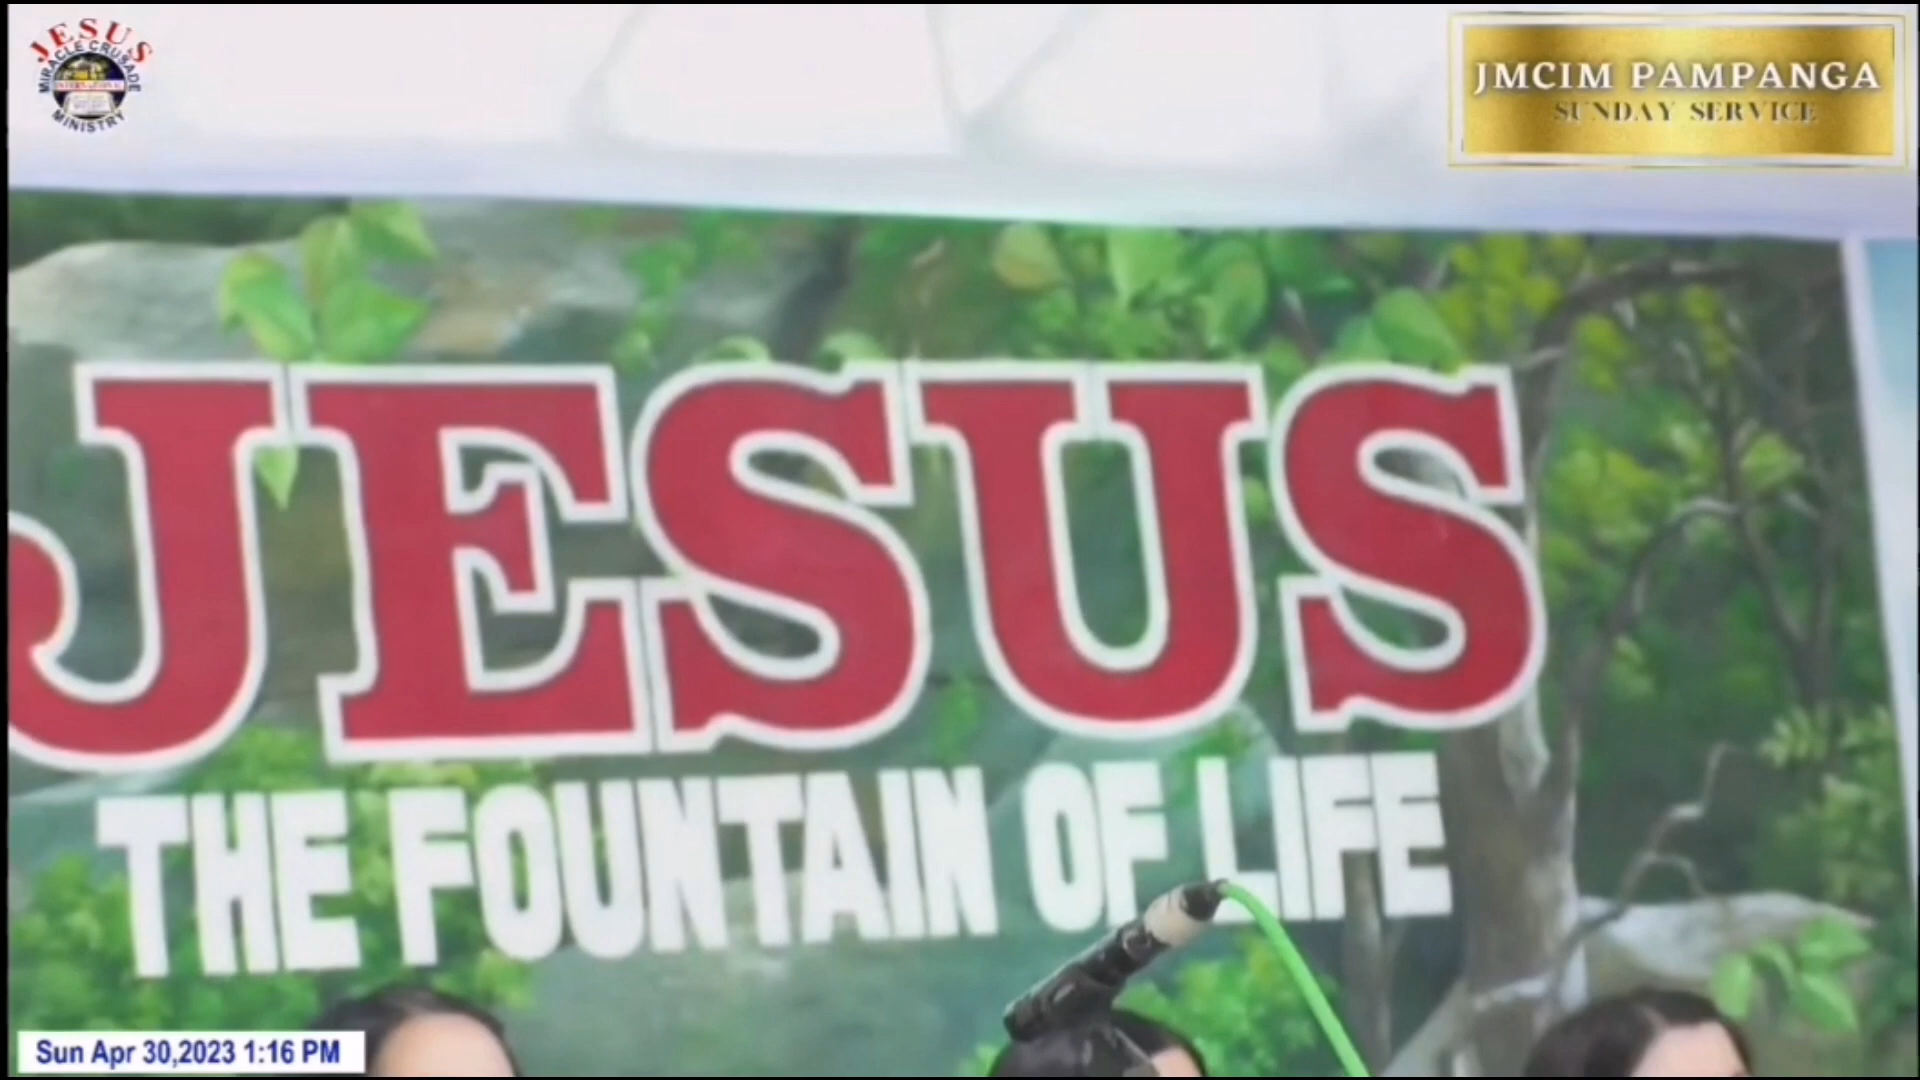 JESUS
MIRACLE CRUSADE
INTERNATIONAL
MINISTRY
JMCIM PAMPANGA
SUNDAY SERVICE
JESUS
THE FOUNTAIN OF LIFE
Sun Apr 30,2023 1:16 PM